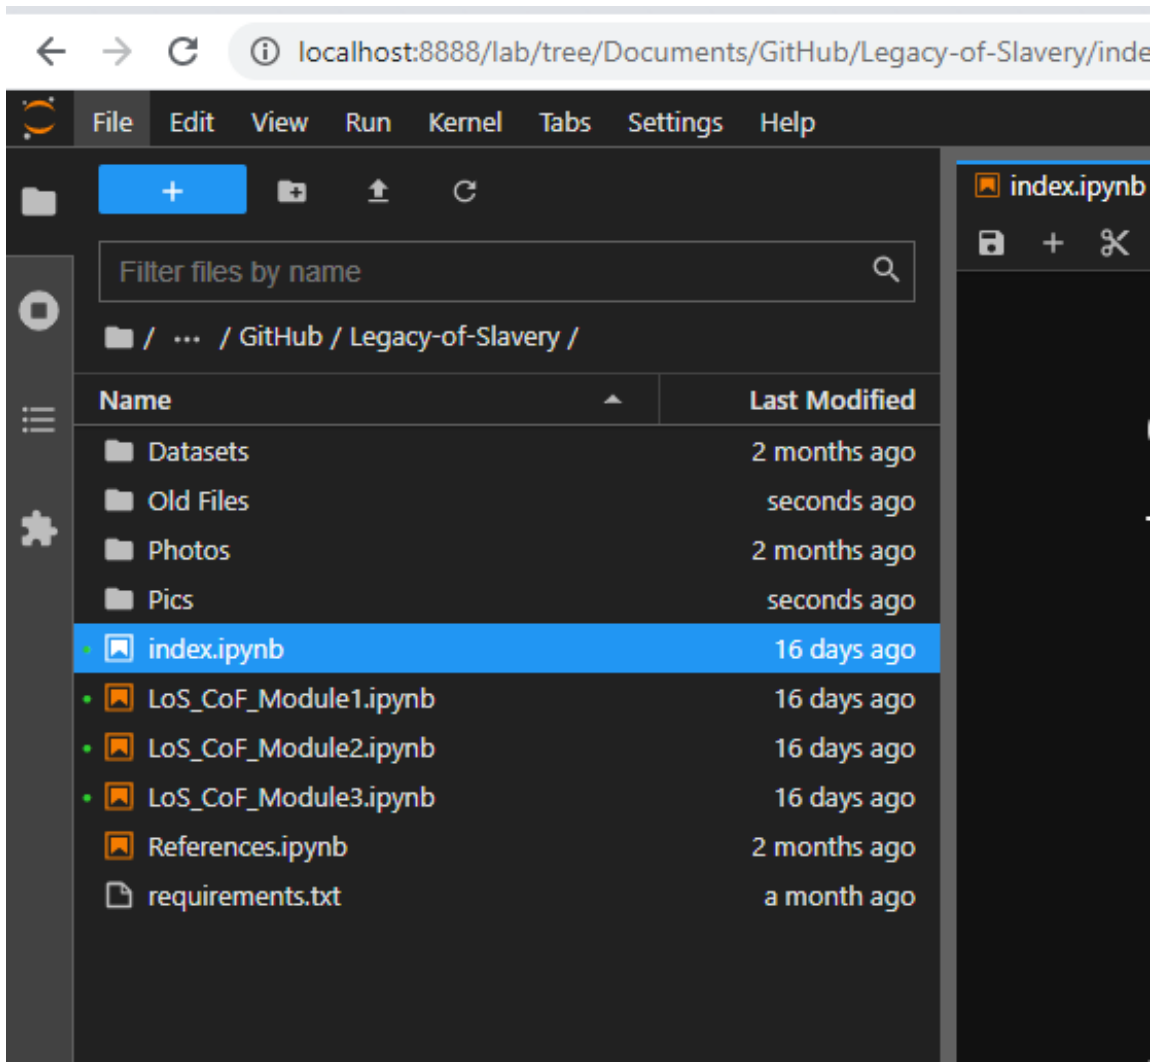 localhost:8888/lab/tree/Documents/GitHub/Legacy-of-Slavery/inde
File Edit View Run Kernel Tabs Settings Help
+
index.ipynb
Filter files by name
/ ... / GitHub / Legacy-of-Slavery /
Name Last Modified
Datasets 2 months ago
Old Files seconds ago
Photos 2 months ago
Pics seconds ago
index.ipynb 16 days ago
LoS_CoF_Module1.ipynb 16 days ago
LoS_CoF_Module2.ipynb 16 days ago
LoS_CoF_Module3.ipynb 16 days ago
References.ipynb 2 months ago
requirements.txt a month ago